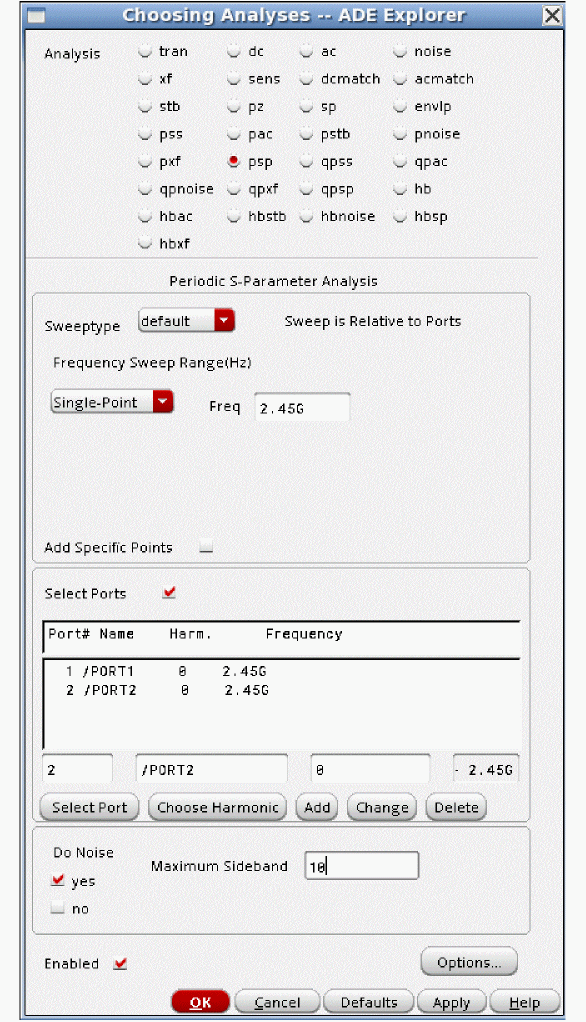 Choosing Analyses -- ADE Explorer
Analysis tran dc ac noise
xf sens dcmatch acmatch
stb pz sp envlp
pss pac pstb pnoise
pxf psp qpss qpac
qpnoise qpxf qpsp hb
hbac hbstb hbnoise hbsp
hbxf
Periodic S-Parameter Analysis
Sweeptype default Sweep is Relative to Ports
Frequency Sweep Range(Hz)
Single-Point Freq 2.45G
Add Specific Points
Select Ports
Port# Name Harm. Frequency
1 /PORT1 0 2.45G
2 /PORT2 0 2.45G
2 /PORT2 0 - 2.45G
Select Port Choose Harmonic Add Change Delete
Do Noise
Maximum Sideband 10
yes
no
Enabled
Options...
OK Cancel Defaults Apply Help